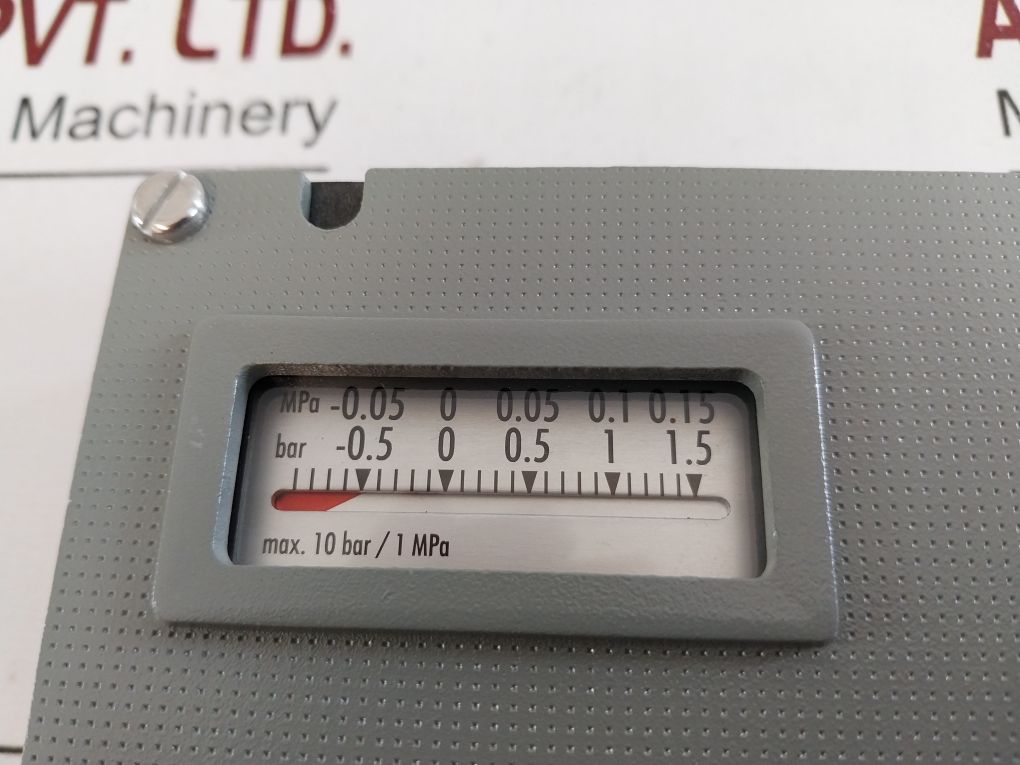 PVT. LTD.
Machinery
MPa -0.05 0 0.05 0.1 0.15
bar -0.5 0 0.5 1 1.5
max. 10 bar / 1 MPa